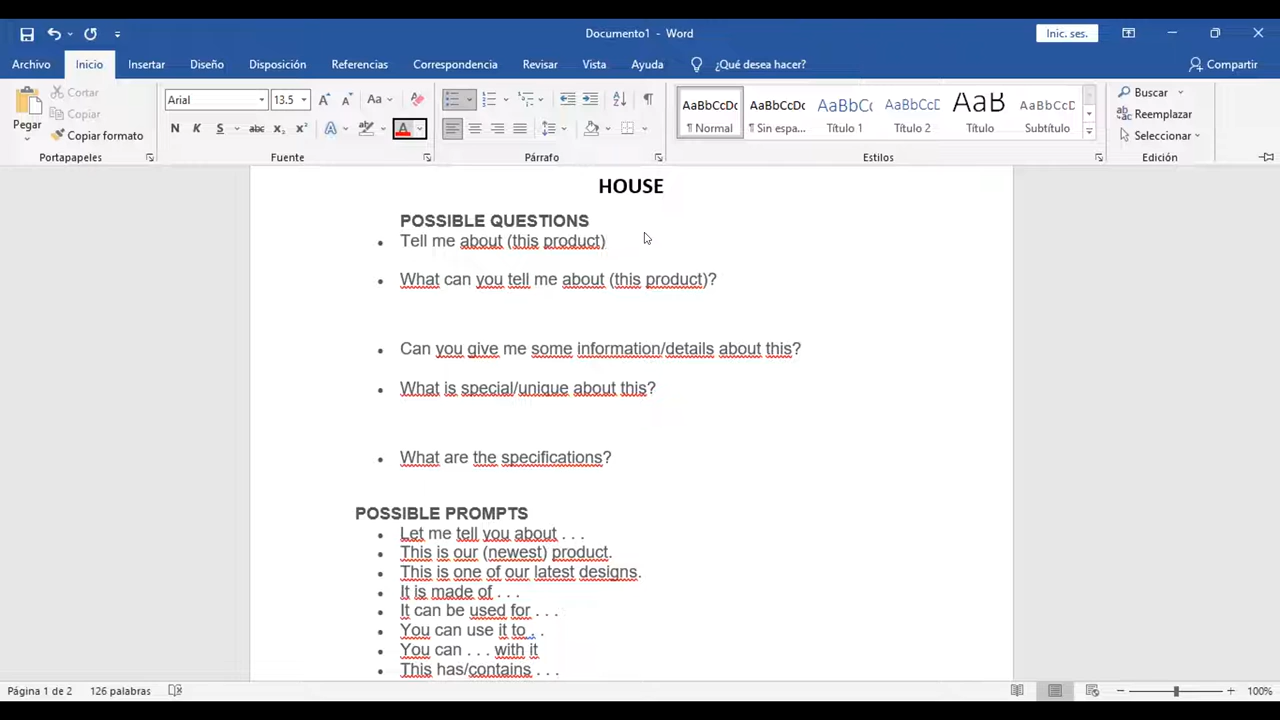 Documento1 - Word
Inic. ses.
Archivo Inicio Insertar Diseño Disposición Referencias Correspondencia Revisar Vista Ayuda ¿Qué desea hacer? Compartir
Pegar
Cortar
Copiar
Copiar formato
Portapapeles
Arial 13.5 Aa
N K S abc x₂ x²
Fuente
Párrafo
AaBbCcDc AaBbCcDc AaBbC AaBbCcD AaB AaBbCcD
¶ Normal ¶ Sin espa... Título 1 Título 2 Título Subtítulo
Estilos
Buscar
Reemplazar
Seleccionar
Edición
HOUSE
POSSIBLE QUESTIONS
• Tell me about (this product)
• What can you tell me about (this product)?
• Can you give me some information/details about this?
• What is special/unique about this?
• What are the specifications?
POSSIBLE PROMPTS
• Let me tell you about . . .
• This is our (newest) product.
• This is one of our latest designs.
• It is made of . . .
• It can be used for . . .
• You can use it to . . .
• You can . . . with it
• This has/contains . . .
Página 1 de 2 126 palabras 100%